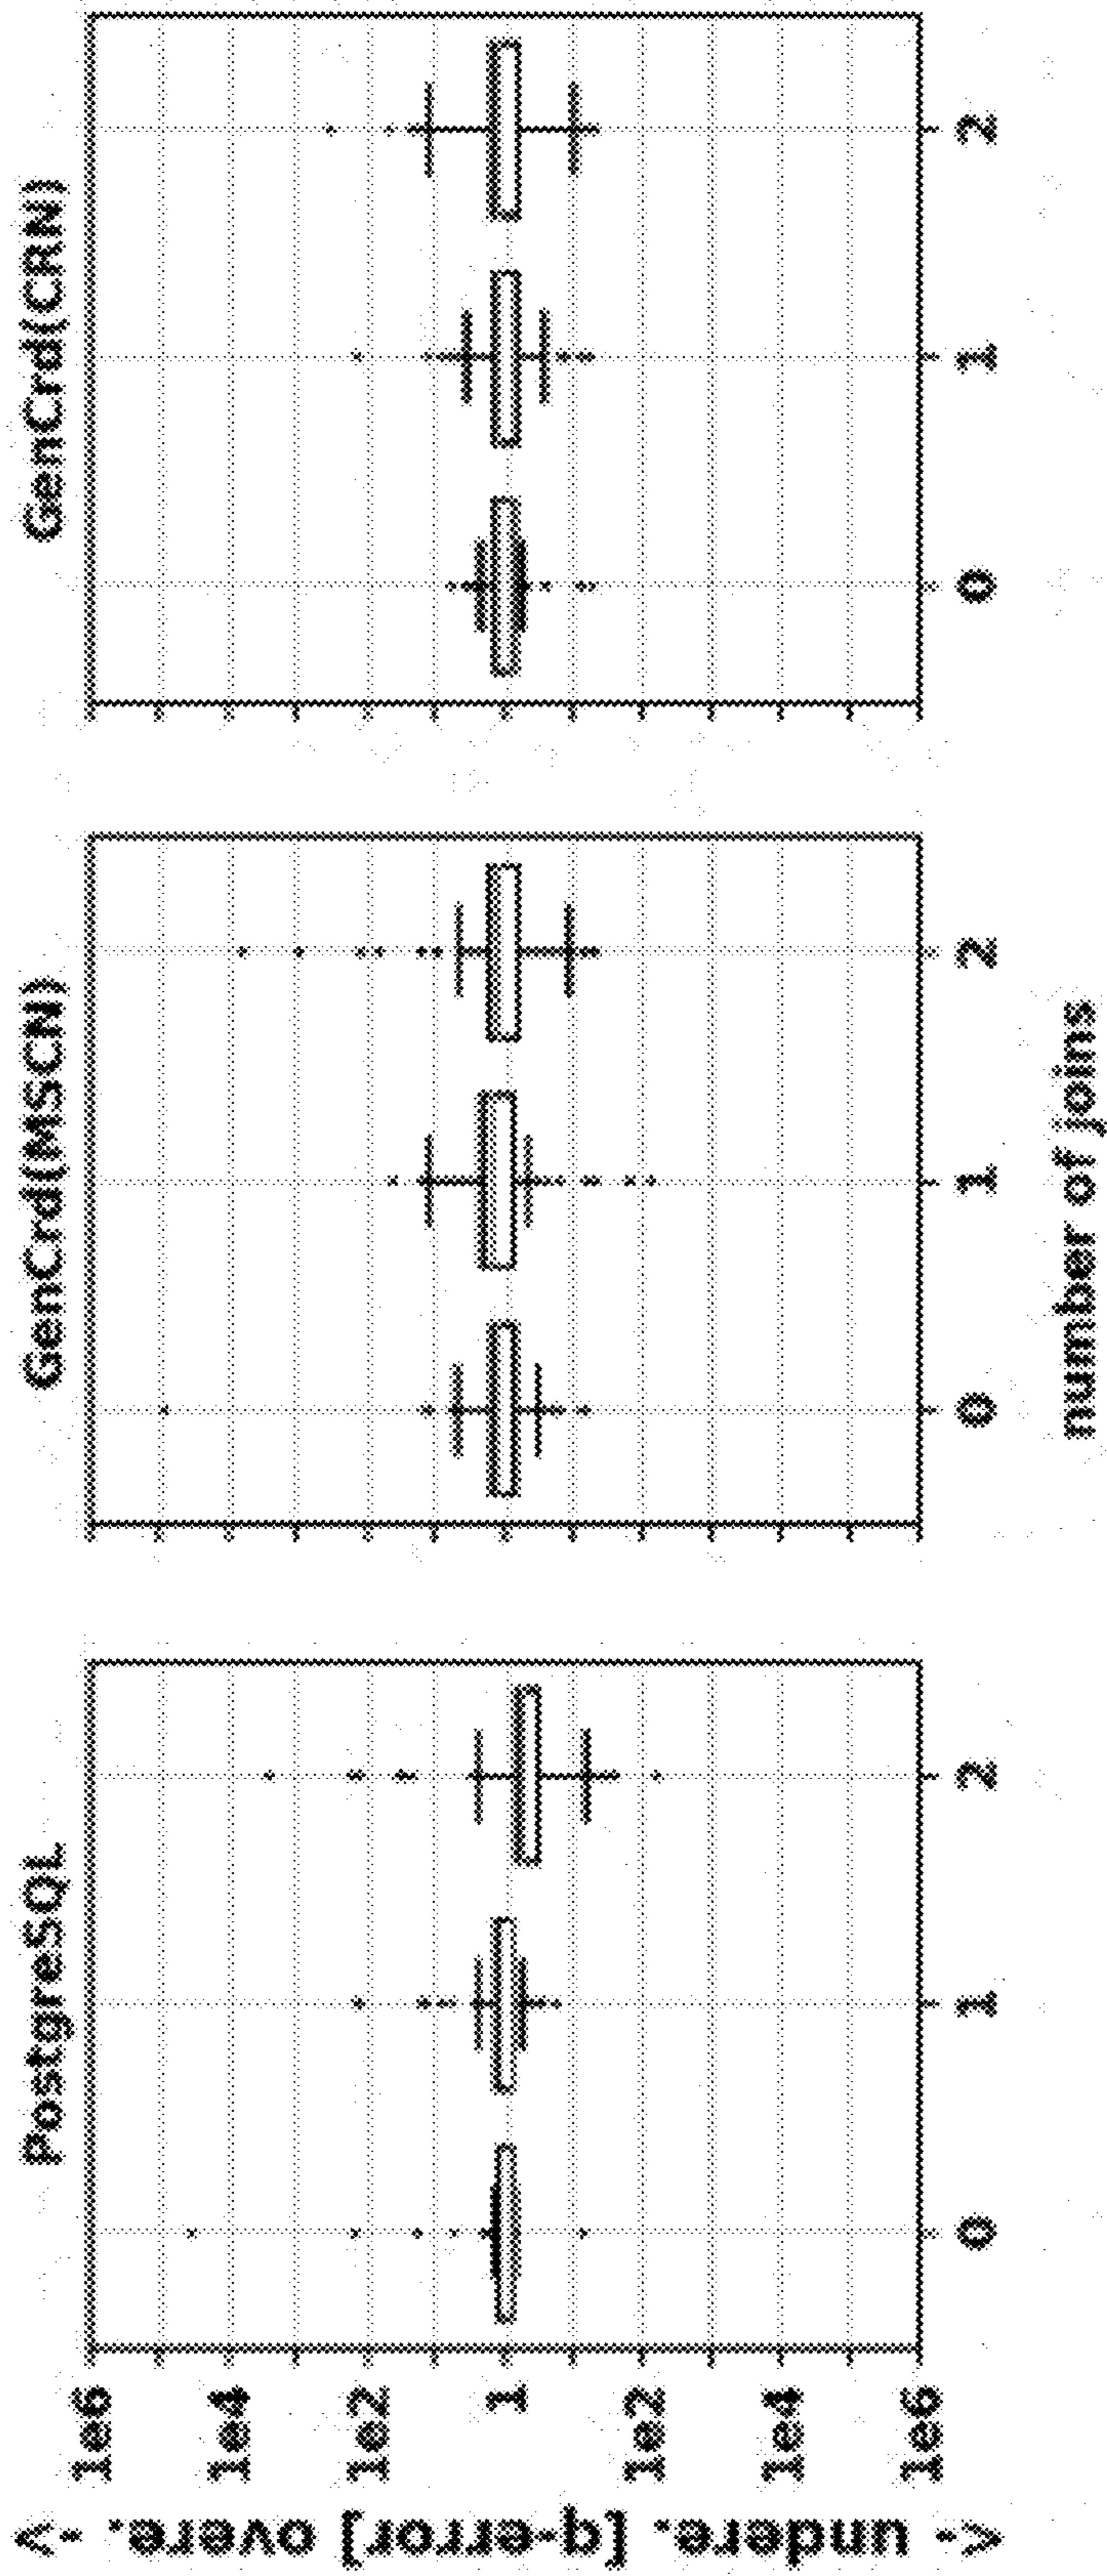 PostgreSQL
GenCrd(MSCN)
GenCrd(CRN)
<- undere. [q-error] overe. ->
1e6
1e4
1e2
1
1e2
1e4
1e6
0 1 2
0 1 2
0 1 2
number of joins